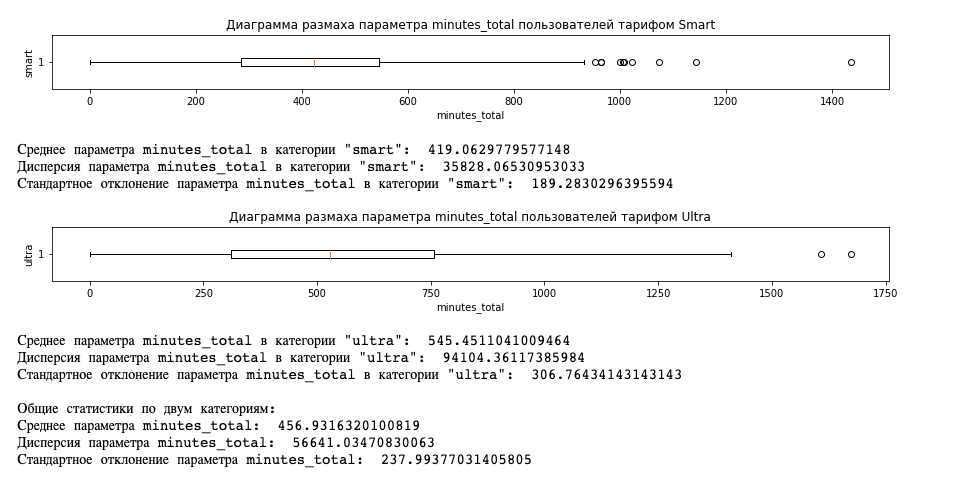 Диаграмма размаха параметра minutes_total пользователей тарифом Smart
smart
1
0 200 400 600 800 1000 1200 1400
minutes_total
Среднее параметра minutes_total в категории "smart": 419.0629779577148
Дисперсия параметра minutes_total в категории "smart": 35828.06530953033
Стандартное отклонение параметра minutes_total в категории "smart": 189.2830296395594
Диаграмма размаха параметра minutes_total пользователей тарифом Ultra
ultra
1
0 250 500 750 1000 1250 1500 1750
minutes_total
Среднее параметра minutes_total в категории "ultra": 545.4511041009464
Дисперсия параметра minutes_total в категории "ultra": 94104.36117385984
Стандартное отклонение параметра minutes_total в категории "ultra": 306.76434143143143
Общие статистики по двум категориям:
Среднее параметра minutes_total: 456.9316320100819
Дисперсия параметра minutes_total: 56641.03470830063
Стандартное отклонение параметра minutes_total: 237.99377031405805